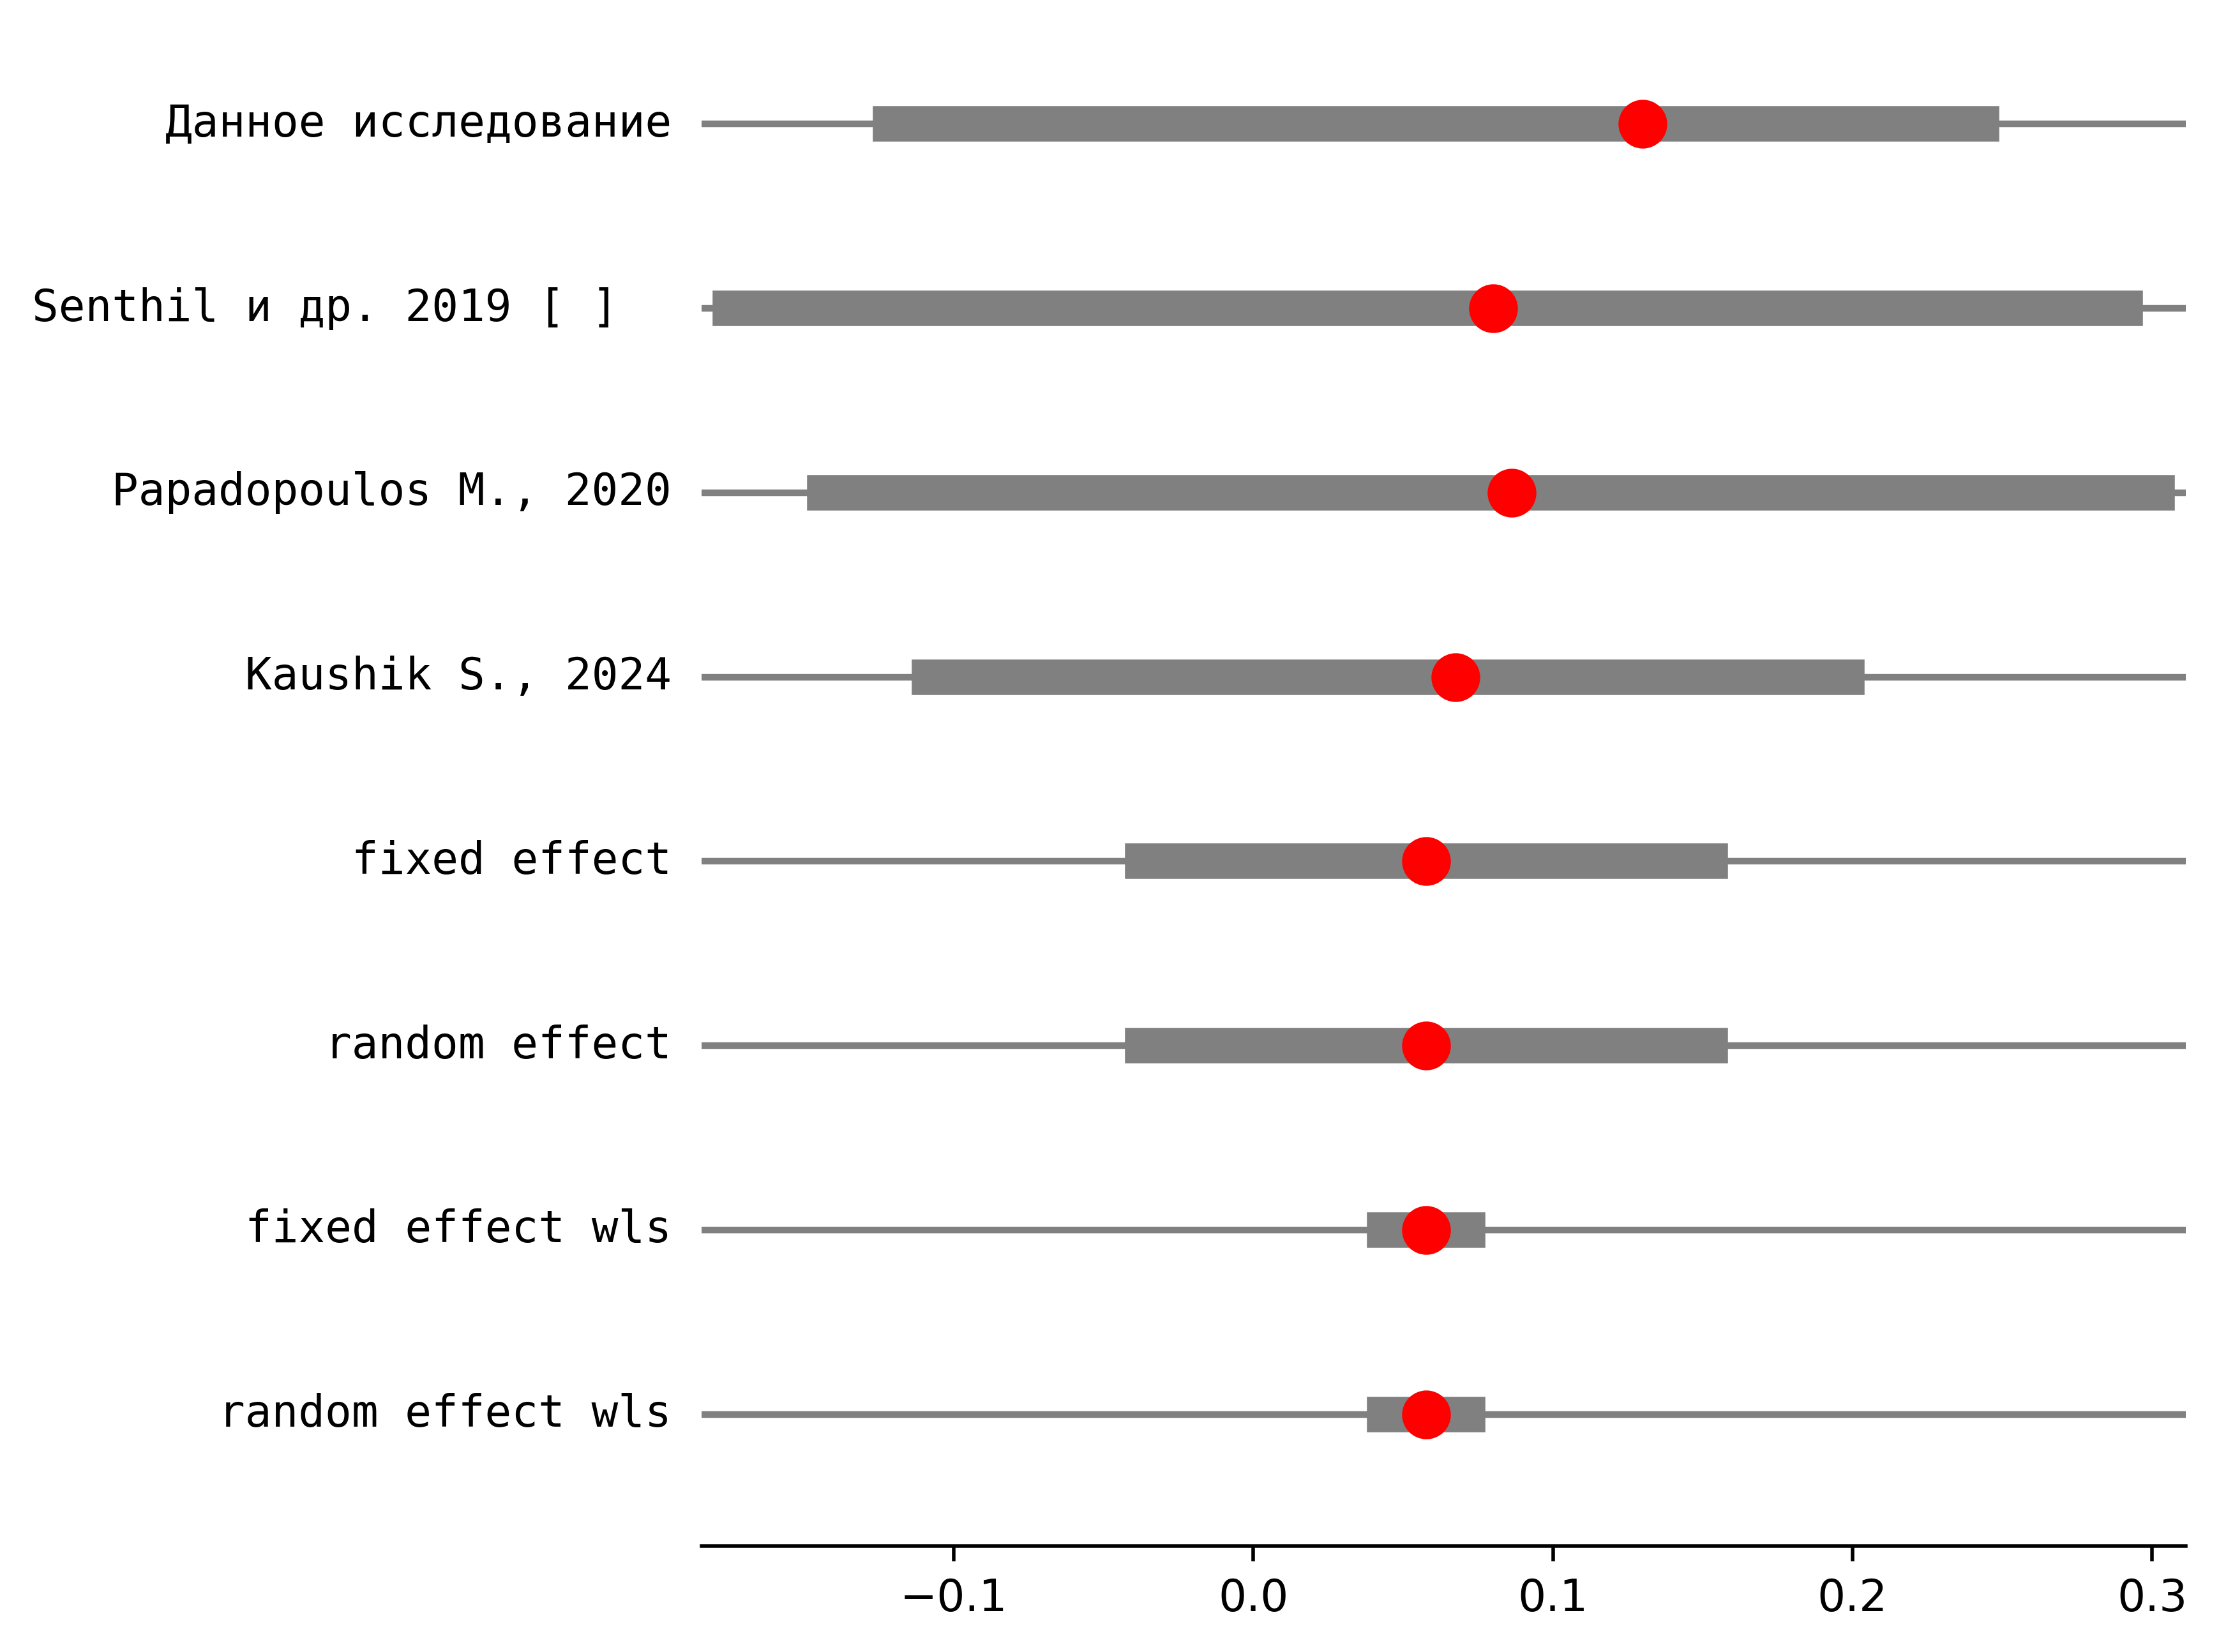 Данное исследование
Senthil и др. 2019 [ ]
Papadopoulos M., 2020
Kaushik S., 2024
fixed effect
random effect
fixed effect wls
random effect wls
−0.1 0.0 0.1 0.2 0.3